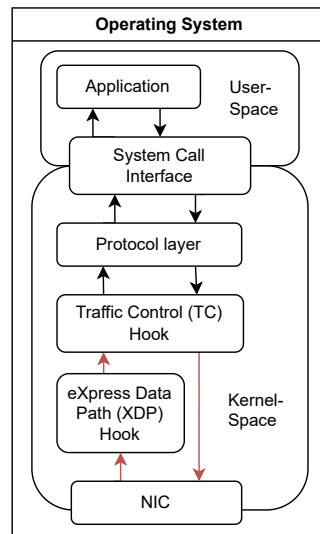 Operating System
Application
User-
Space
System Call
Interface
Protocol layer
Traffic Control (TC)
Hook
eXpress Data
Path (XDP)
Hook
Kernel-
Space
NIC